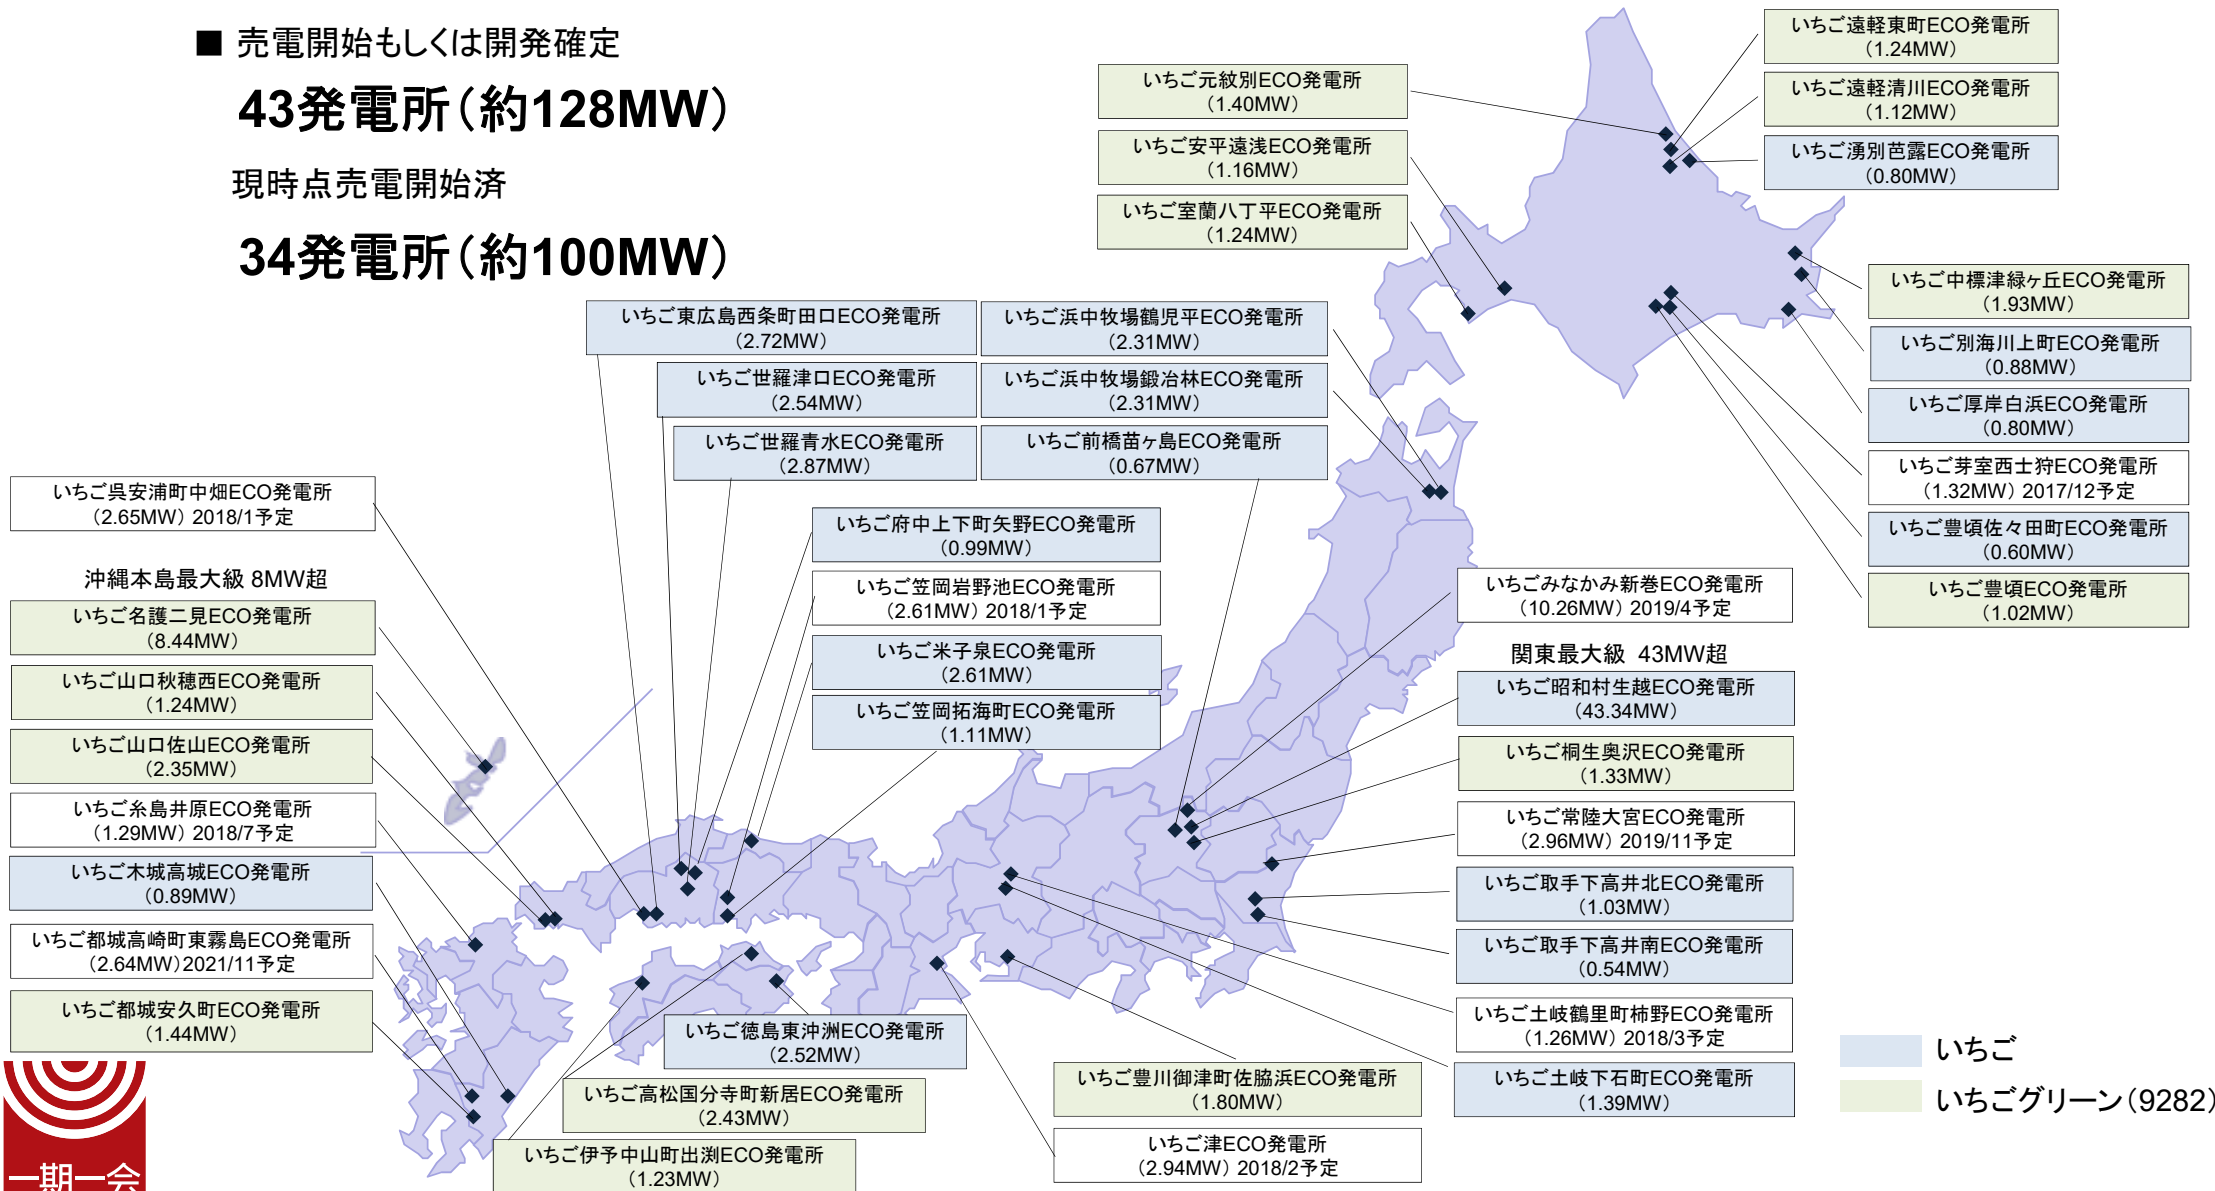 ■ 売電開始もしくは開発確定
43発電所（約128MW）
現時点売電開始済
34発電所（約100MW）
いちご元紋別ECO発電所
（1.40MW）
いちご安平遠浅ECO発電所
（1.16MW）
いちご室蘭八丁平ECO発電所
（1.24MW）
いちご遠軽東町ECO発電所
（1.24MW）
いちご遠軽清川ECO発電所
（1.12MW）
いちご湧別芭露ECO発電所
（0.80MW）
いちご中標津緑ヶ丘ECO発電所
（1.93MW）
いちご別海川上町ECO発電所
（0.88MW）
いちご厚岸白浜ECO発電所
（0.80MW）
いちご芽室西士狩ECO発電所
（1.32MW） 2017/12予定
いちご豊頃佐々田町ECO発電所
（0.60MW）
いちご豊頃ECO発電所
（1.02MW）
いちご東広島西条町田口ECO発電所
（2.72MW）
いちご世羅津口ECO発電所
（2.54MW）
いちご世羅青水ECO発電所
（2.87MW）
いちご浜中牧場鶴児平ECO発電所
（2.31MW）
いちご浜中牧場鍛冶林ECO発電所
（2.31MW）
いちご前橋苗ヶ島ECO発電所
（0.67MW）
いちご呉安浦町中畑ECO発電所
（2.65MW） 2018/1予定
沖縄本島最大級 8MW超
いちご名護二見ECO発電所
（8.44MW）
いちご山口秋穂西ECO発電所
（1.24MW）
いちご山口佐山ECO発電所
（2.35MW）
いちご糸島井原ECO発電所
（1.29MW） 2018/7予定
いちご木城高城ECO発電所
（0.89MW）
いちご都城高崎町東霧島ECO発電所
（2.64MW）2021/11予定
いちご都城安久町ECO発電所
（1.44MW）
いちご府中上下町矢野ECO発電所
（0.99MW）
いちご笠岡岩野池ECO発電所
（2.61MW） 2018/1予定
いちご米子泉ECO発電所
（2.61MW）
いちご笠岡拓海町ECO発電所
（1.11MW）
いちごみなかみ新巻ECO発電所
（10.26MW） 2019/4予定
関東最大級 43MW超
いちご昭和村生越ECO発電所
（43.34MW）
いちご桐生奥沢ECO発電所
（1.33MW）
いちご常陸大宮ECO発電所
（2.96MW） 2019/11予定
いちご取手下高井北ECO発電所
（1.03MW）
いちご取手下高井南ECO発電所
（0.54MW）
いちご土岐鶴里町柿野ECO発電所
（1.26MW） 2018/3予定
いちご土岐下石町ECO発電所
（1.39MW）
いちご徳島東沖洲ECO発電所
（2.52MW）
いちご高松国分寺町新居ECO発電所
（2.43MW）
いちご伊予中山町出渕ECO発電所
（1.23MW）
いちご豊川御津町佐脇浜ECO発電所
（1.80MW）
いちご津ECO発電所
（2.94MW） 2018/2予定
いちご
いちごグリーン（9282）
一期一会